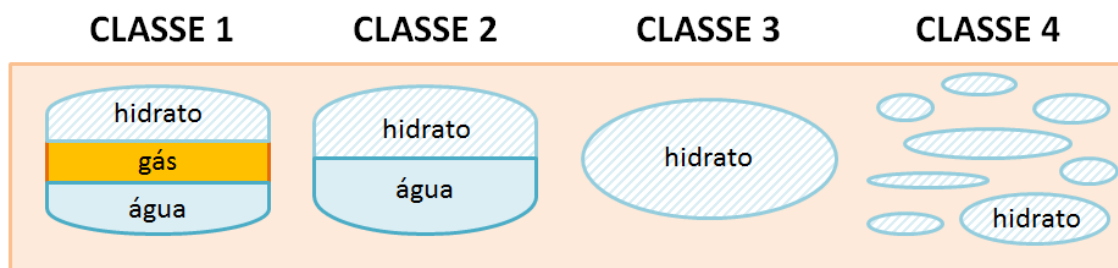 CLASSE 1
CLASSE 2
CLASSE 3
CLASSE 4
hidrato
gás
água
hidrato
água
hidrato
hidrato